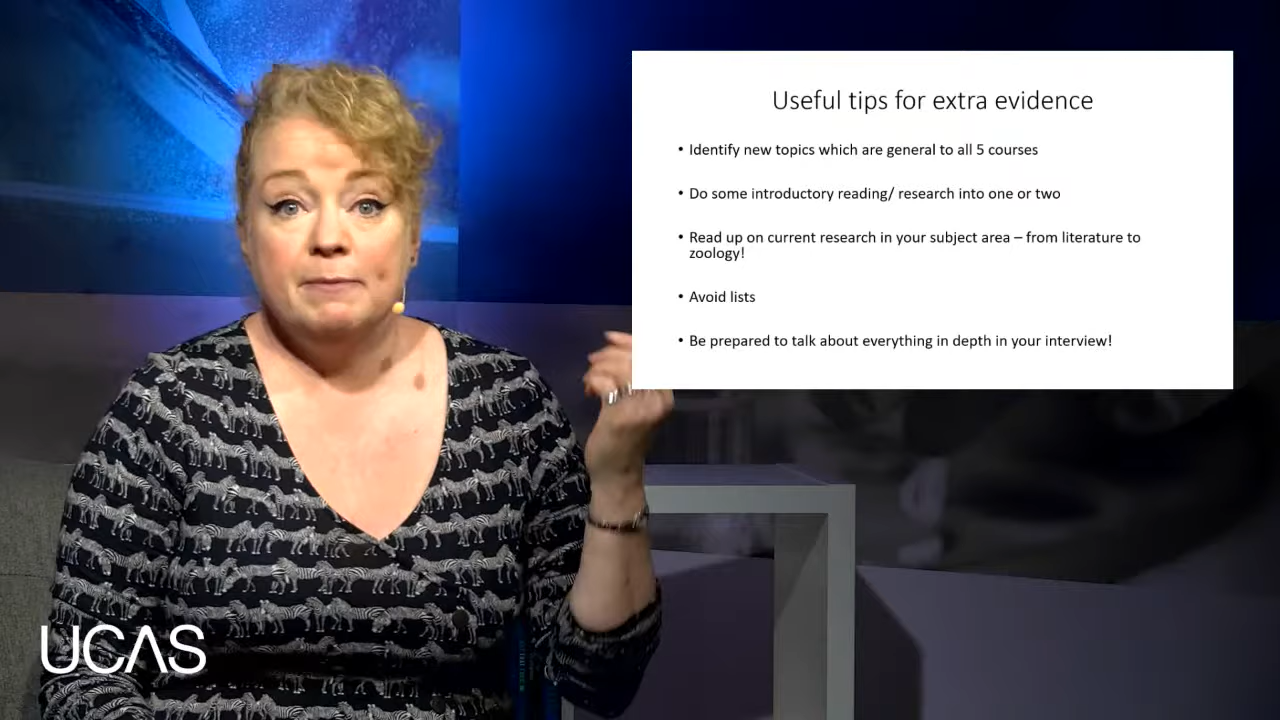 Useful tips for extra evidence
• Identify new topics which are general to all 5 courses
• Do some introductory reading/ research into one or two
• Read up on current research in your subject area – from literature to
zoology!
• Avoid lists
• Be prepared to talk about everything in depth in your interview!
UCAS